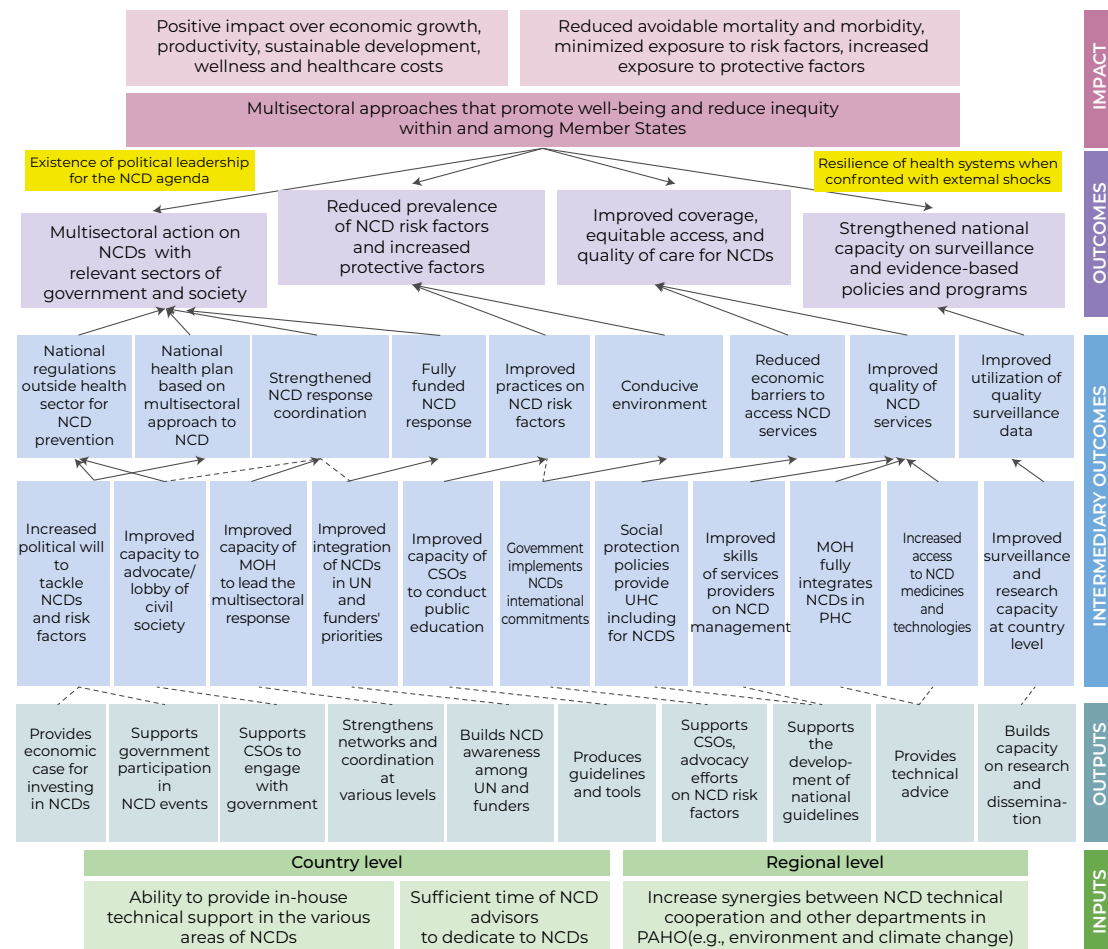 Positive impact over economic growth,
productivity, sustainable development,
wellness and healthcare costs
Reduced avoidable mortality and morbidity,
minimized exposure to risk factors, increased
exposure to protective factors
Multisectoral approaches that promote well-being and reduce inequity
within and among Member States
IMPACT
Existence of political leadership
for the NCD agenda
Resilience of health systems when
confronted with external shocks
Multisectoral action on
NCDs with
relevant sectors of
government and society
Reduced prevalence
of NCD risk factors
and increased
protective factors
Improved coverage,
equitable access, and
quality of care for NCDs
Strengthened national
capacity on surveillance
and evidence-based
policies and programs
OUTCOMES
National
regulations
outside health
sector for
NCD
prevention
National
health plan
based on
multisectoral
approach to
NCD
Strengthened
NCD response
coordination
Fully
funded
NCD
response
Improved
practices on
NCD risk
factors
Conducive
environment
Reduced
economic
barriers to
access NCD
services
Improved
quality of
NCD
services
Improved
utilization of
quality
surveillance
data
INTERMEDIARY OUTCOMES
Increased
political will
to
tackle
NCDs
and risk
factors
Improved
capacity to
advocate/
lobby of
civil
society
Improved
capacity of
MOH
to lead the
multisectoral
response
Improved
integration
of NCDs
in UN
and
funders'
priorities
Improved
capacity of
CSOs
to conduct
public
education
Government
implements
NCDs
international
commitments
Social
protection
policies
provide
UHC
including
for NCDS
Improved
skills
of services
providers
on NCD
management
MOH
fully
integrates
NCDs in
PHC
Increased
access
to NCD
medicines
and
technologies
Improved
surveillance
and
research
capacity
at country
level
Provides
economic
case for
investing
in NCDs
Supports
government
participation
in
NCD events
Supports
CSOs to
engage
with
government
Strengthens
networks and
coordination
at
various levels
Builds NCD
awareness
among
UN and
funders
Produces
guidelines
and tools
Supports
CSOs,
advocacy
efforts
on NCD risk
factors
Supports
the
develop-
ment of
national
guidelines
Provides
technical
advice
Builds
capacity
on research
and
dissemina-
tion
OUTPUTS
Country level
Regional level
Ability to provide in-house
technical support in the various
areas of NCDs
Sufficient time of NCD
advisors
to dedicate to NCDs
Increase synergies between NCD technical
cooperation and other departments in
PAHO(e.g., environment and climate change)
INPUTS